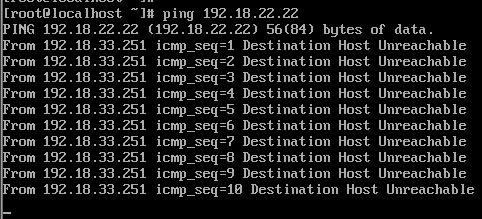 [root@localhost ~]# ping 192.18.22.22
PING 192.18.22.22 (192.18.22.22) 56(84) bytes of data.
From 192.18.33.251 icmp_seq=1 Destination Host Unreachable
From 192.18.33.251 icmp_seq=2 Destination Host Unreachable
From 192.18.33.251 icmp_seq=3 Destination Host Unreachable
From 192.18.33.251 icmp_seq=4 Destination Host Unreachable
From 192.18.33.251 icmp_seq=5 Destination Host Unreachable
From 192.18.33.251 icmp_seq=6 Destination Host Unreachable
From 192.18.33.251 icmp_seq=7 Destination Host Unreachable
From 192.18.33.251 icmp_seq=8 Destination Host Unreachable
From 192.18.33.251 icmp_seq=9 Destination Host Unreachable
From 192.18.33.251 icmp_seq=10 Destination Host Unreachable